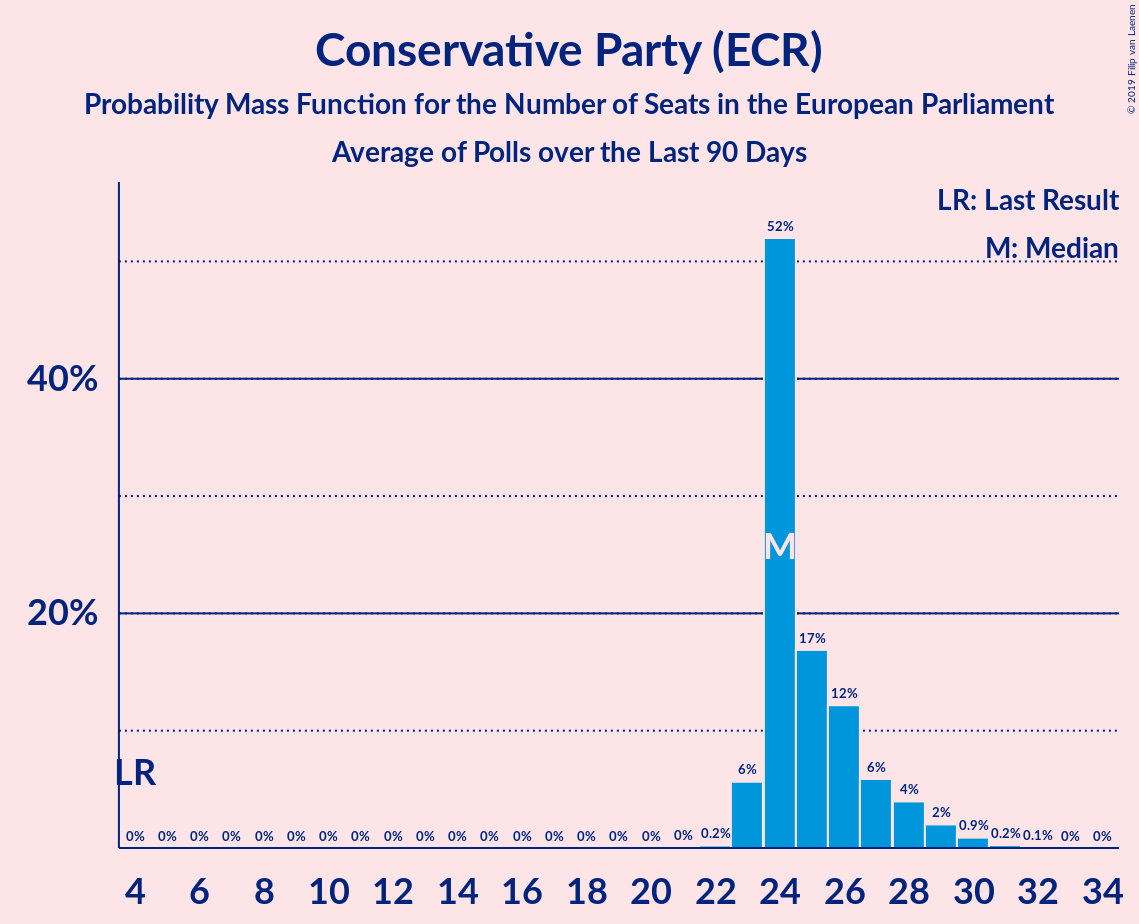 Conservative Party (ECR)
Probability Mass Function for the Number of Seats in the European Parliament
Average of Polls over the Last 90 Days
© 2019 Filip van Laenen
LR: Last Result
M: Median
40%
20%
LR
M
0% 0% 0% 0% 0% 0% 0% 0% 0% 0% 0% 0% 0% 0% 0% 0% 0% 0% 0.2% 6% 52% 17% 12% 6% 4% 2% 0.9% 0.2% 0.1% 0% 0%
4 6 8 10 12 14 16 18 20 22 24 26 28 30 32 34